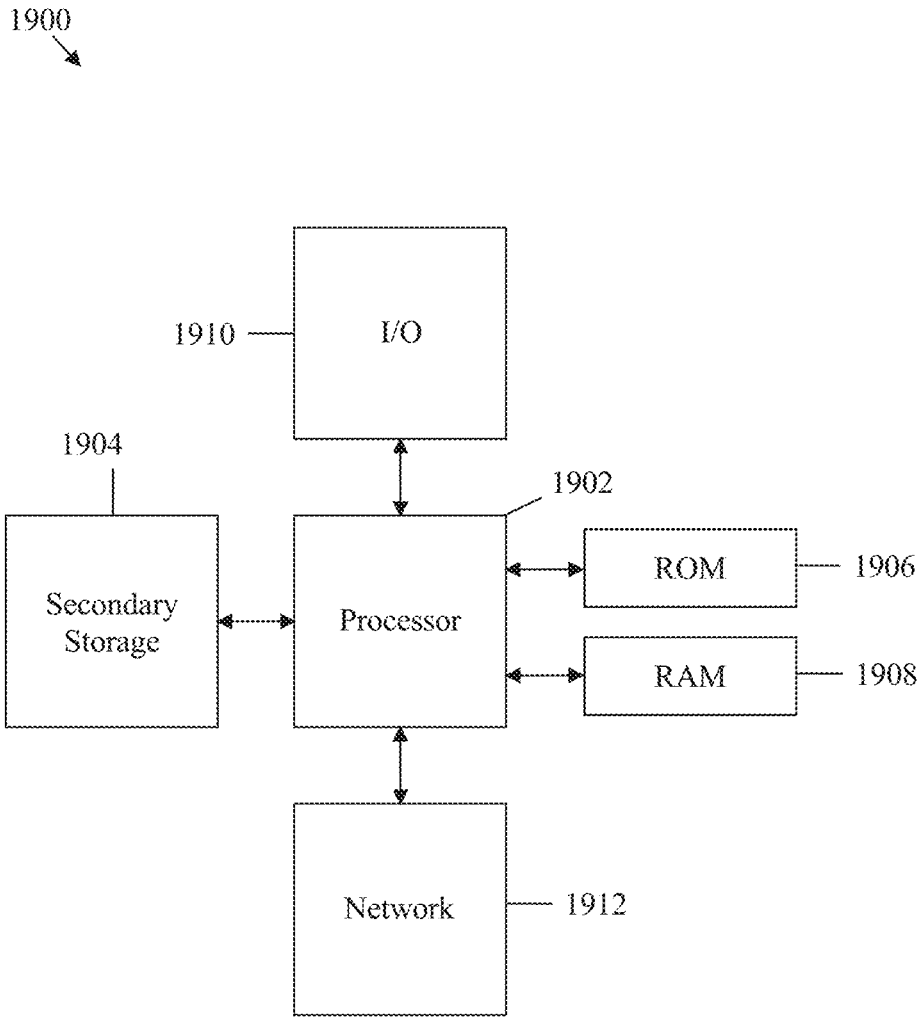 1900
I/O
1910
1904
1902
Secondary
Storage
Processor
ROM
1906
RAM
1908
Network
1912